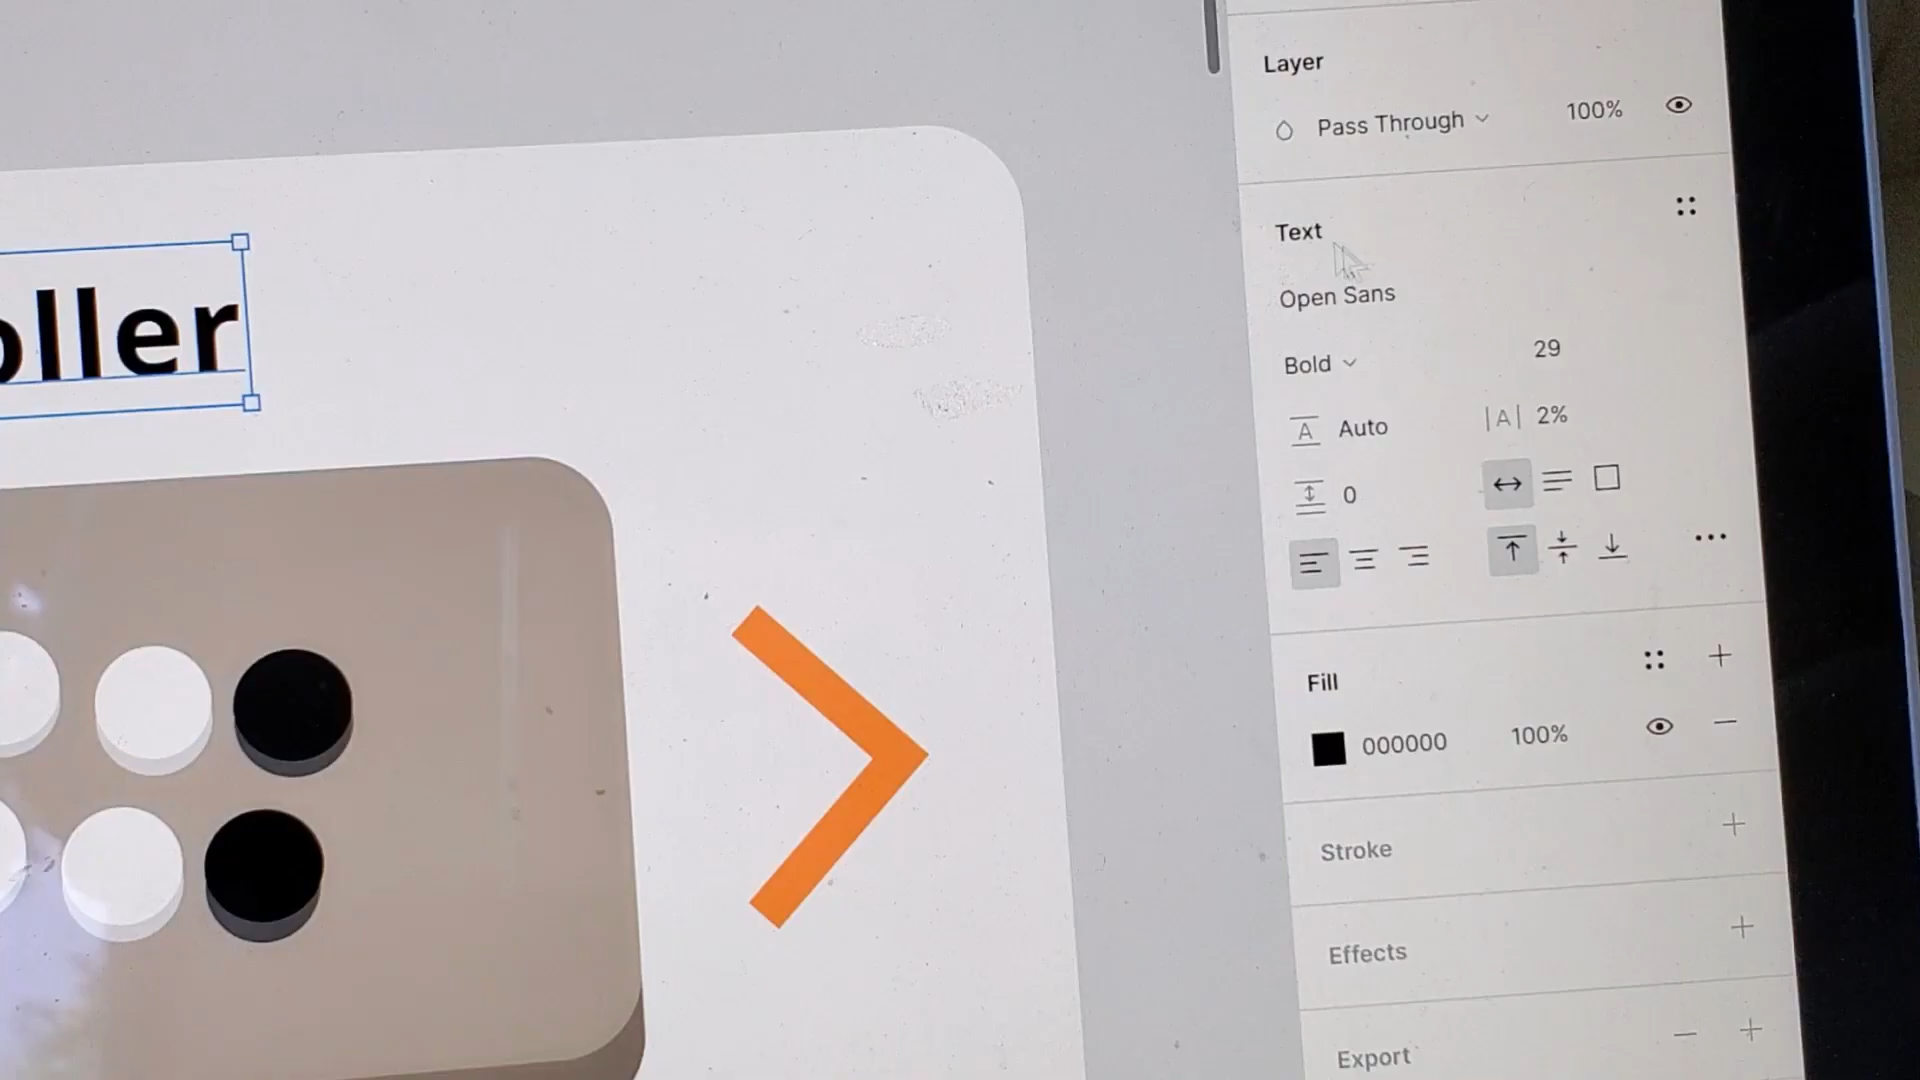 oller
Layer
Pass Through 100%
Text
Open Sans
Bold 29
A Auto |A| 2%
0
Fill
000000 100%
Stroke
Effects
Export